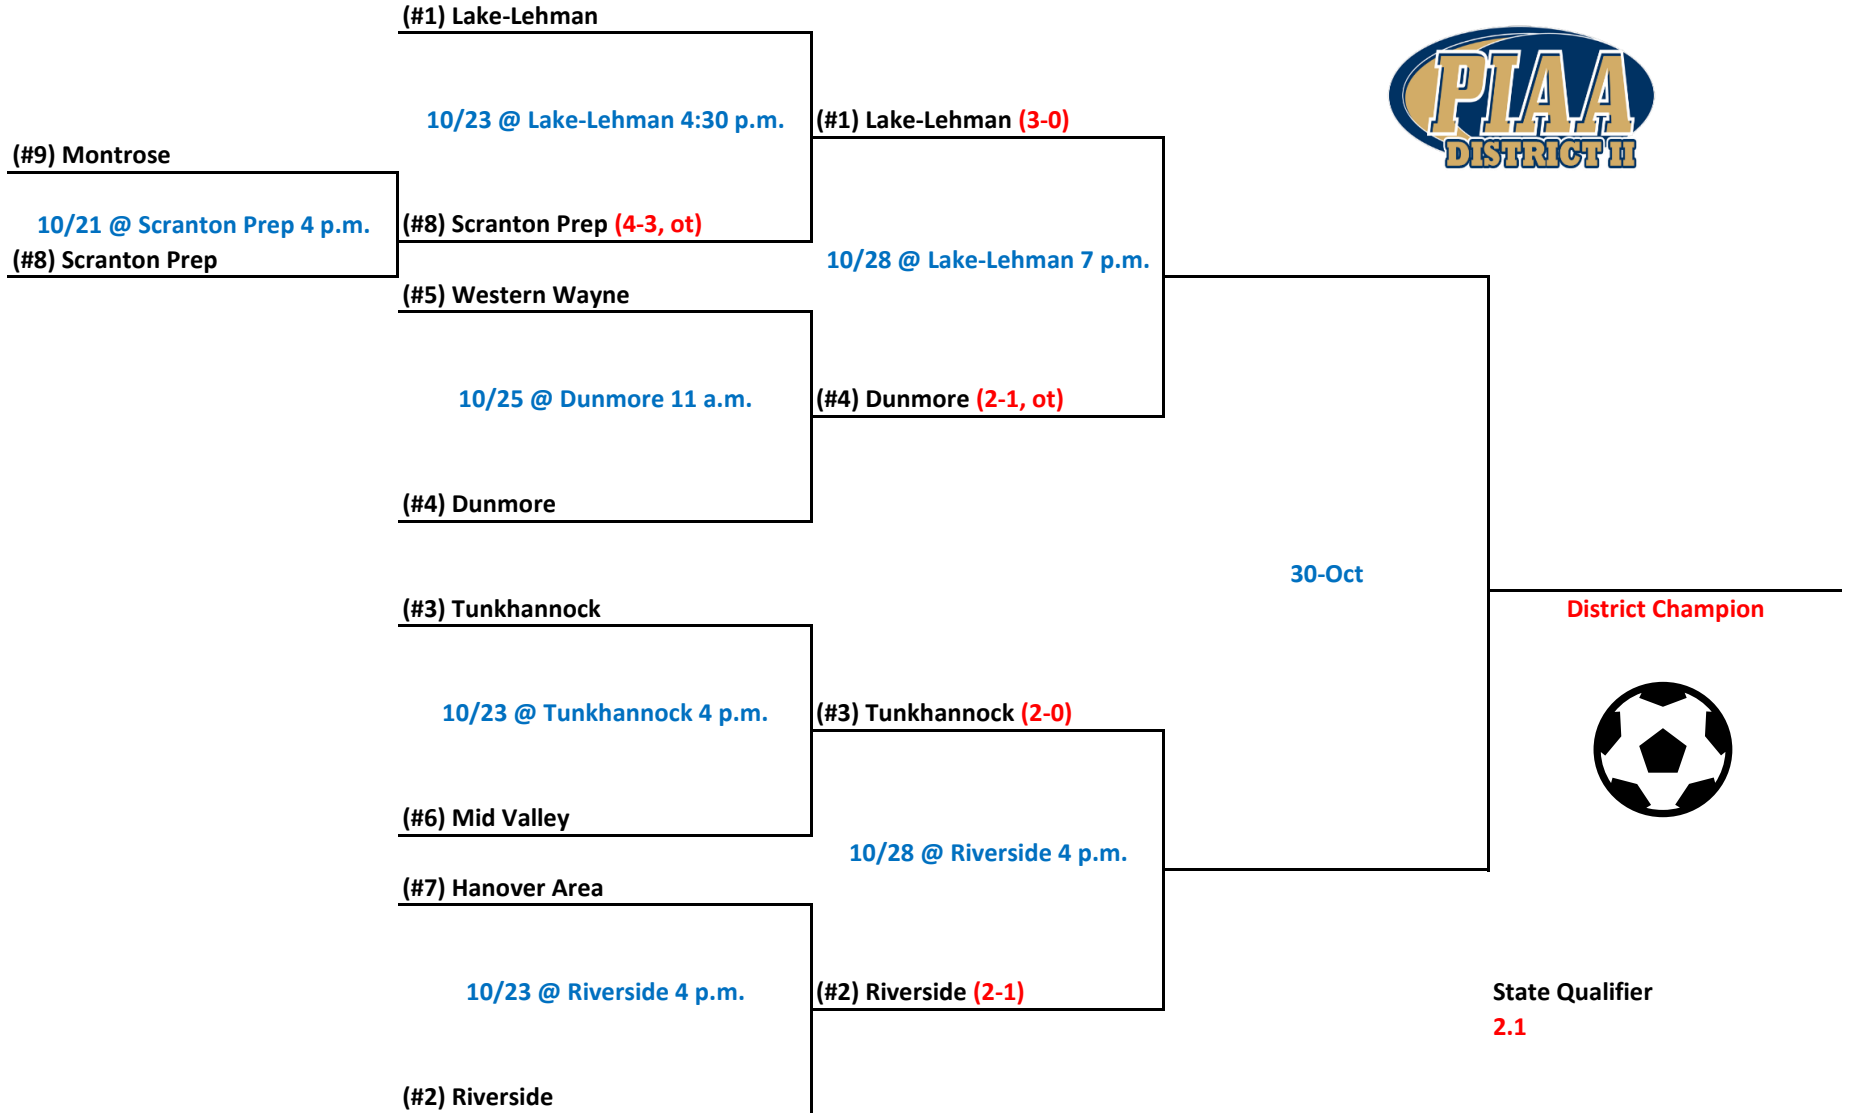 (#1) Lake-Lehman
PIAA
DISTRICT II
10/23 @ Lake-Lehman 4:30 p.m.
(#1) Lake-Lehman (3-0)
(#9) Montrose
10/21 @ Scranton Prep 4 p.m.
(#8) Scranton Prep (4-3, ot)
(#8) Scranton Prep
10/28 @ Lake-Lehman 7 p.m.
(#5) Western Wayne
10/25 @ Dunmore 11 a.m.
(#4) Dunmore (2-1, ot)
(#4) Dunmore
30-Oct
(#3) Tunkhannock
District Champion
10/23 @ Tunkhannock 4 p.m.
(#3) Tunkhannock (2-0)
(#6) Mid Valley
10/28 @ Riverside 4 p.m.
(#7) Hanover Area
10/23 @ Riverside 4 p.m.
(#2) Riverside (2-1)
State Qualifier
2.1
(#2) Riverside